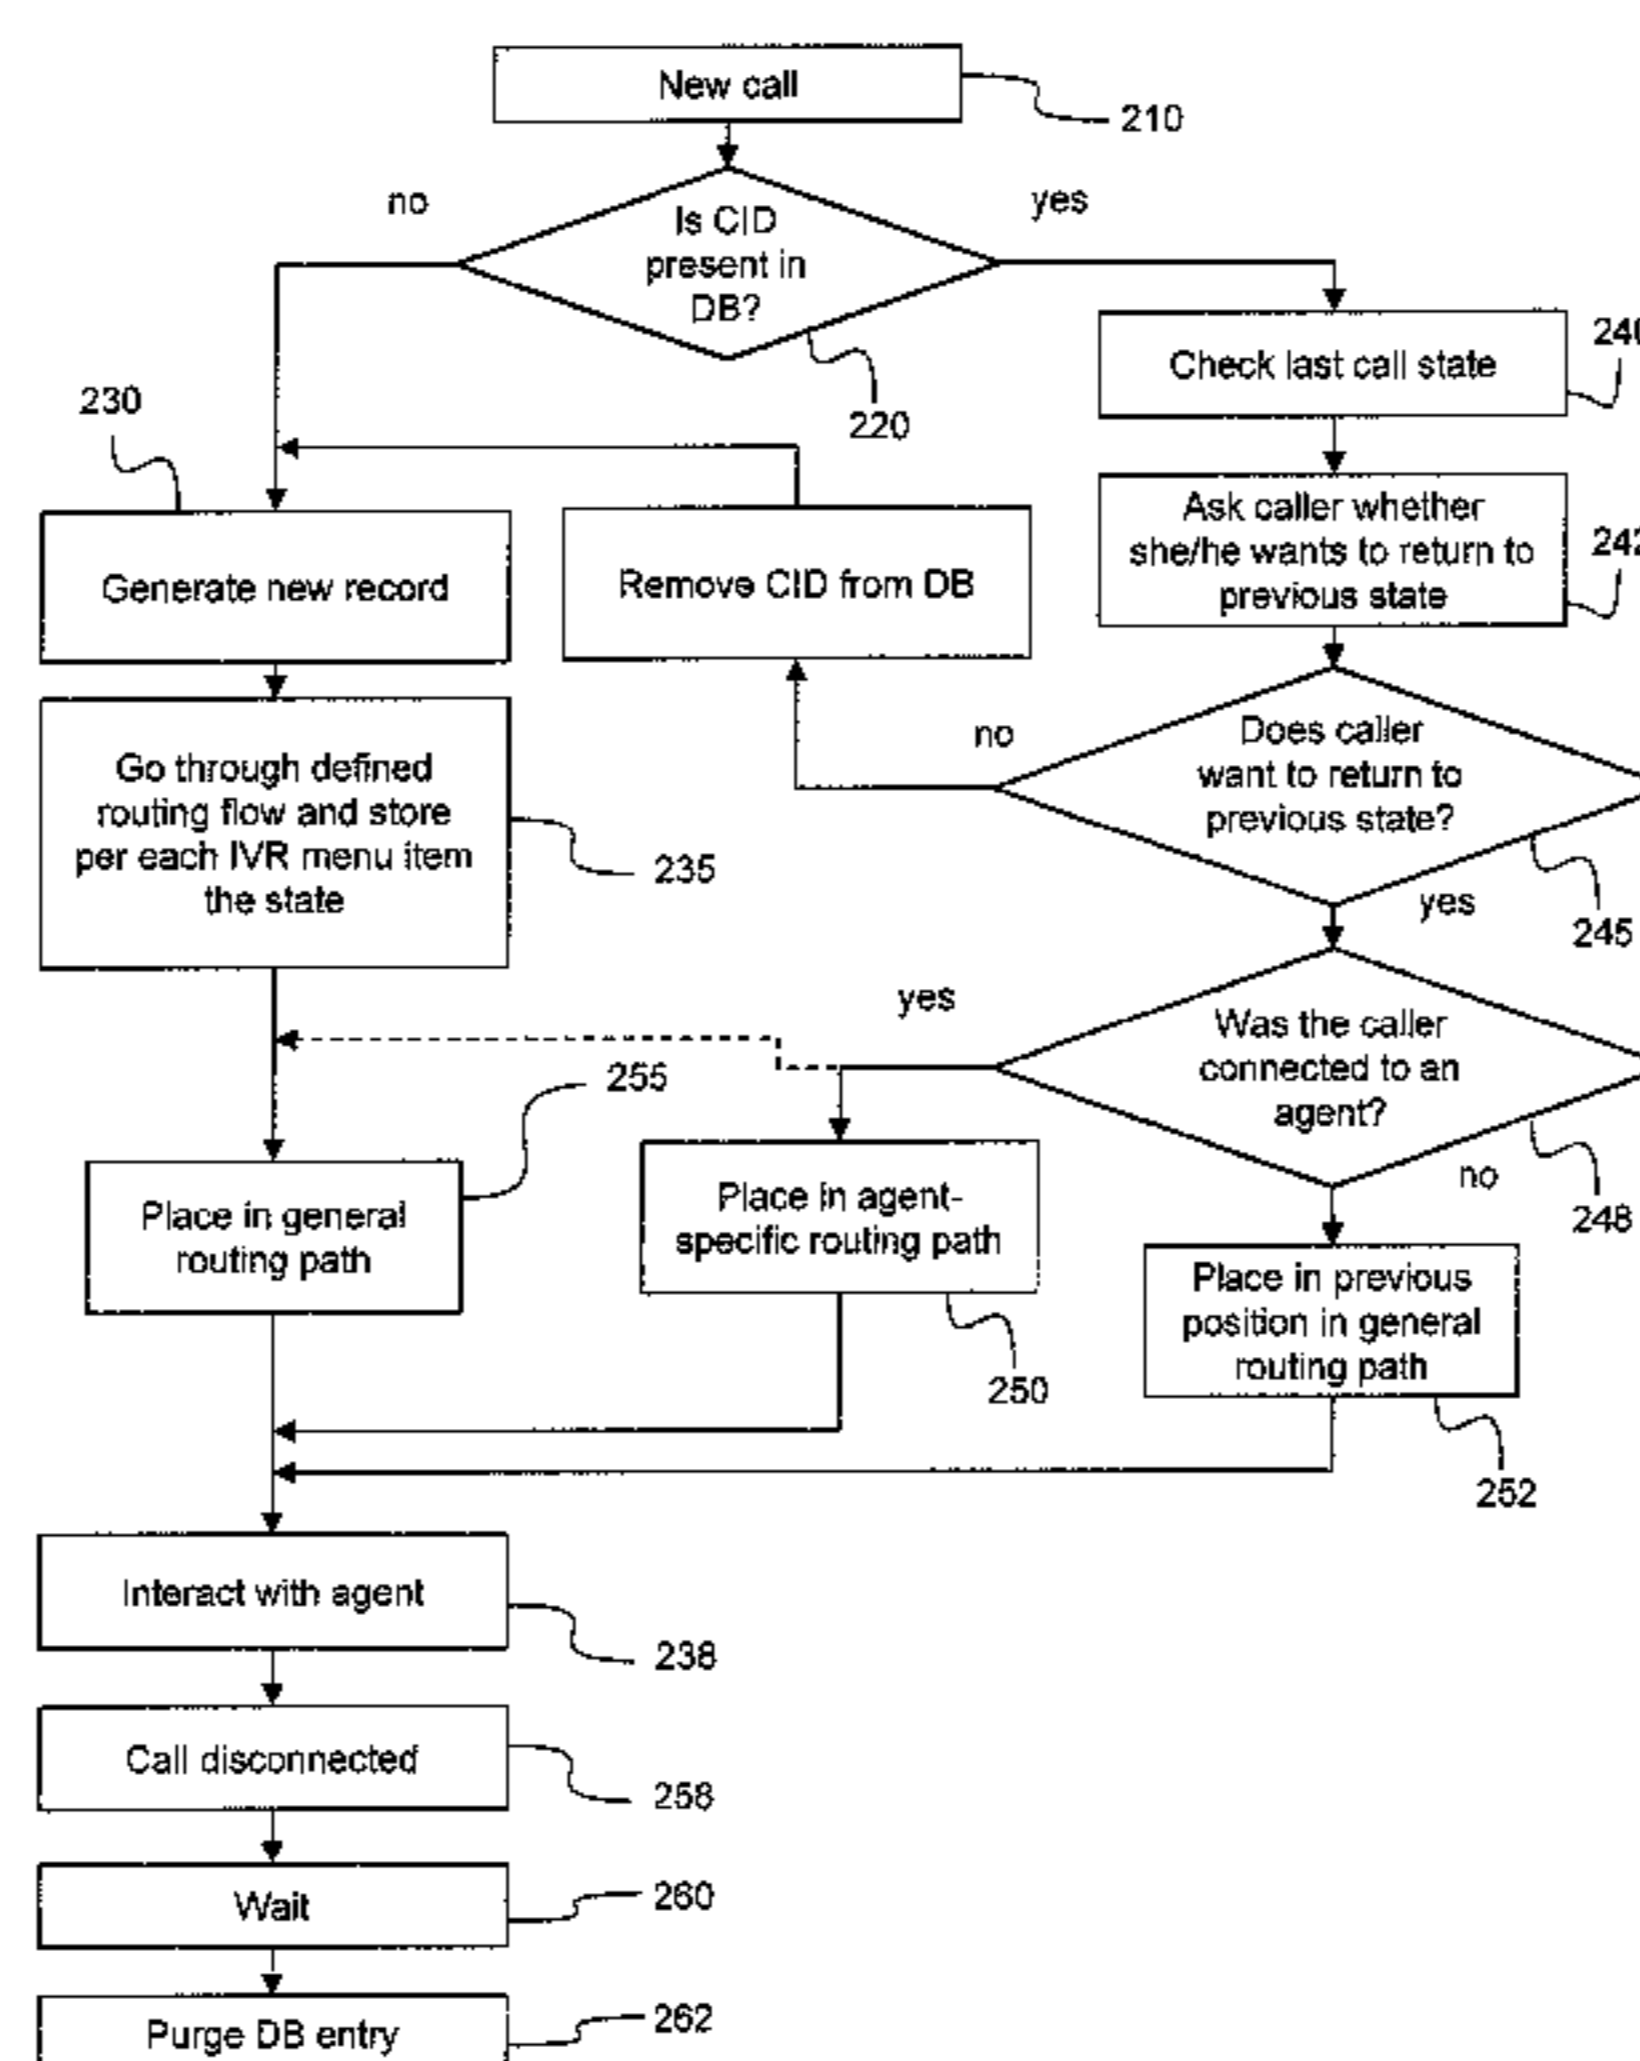 New call
210
no
yes
Is CID
present in
DB?
220
240
Check last call state
230
242
Ask caller whether
she/he wants to return to
previous state
Generate new record
Remove CID from DB
no
Does caller
want to return to
previous state?
yes
245
Go through defined
routing flow and store
per each IVR menu item
the state
235
yes
Was the caller
connected to an
agent?
no
248
255
Place in general
routing path
Place in agent-
specific routing path
250
Place in previous
position in general
routing path
252
Interact with agent
238
Call disconnected
258
Wait
260
Purge DB entry
262